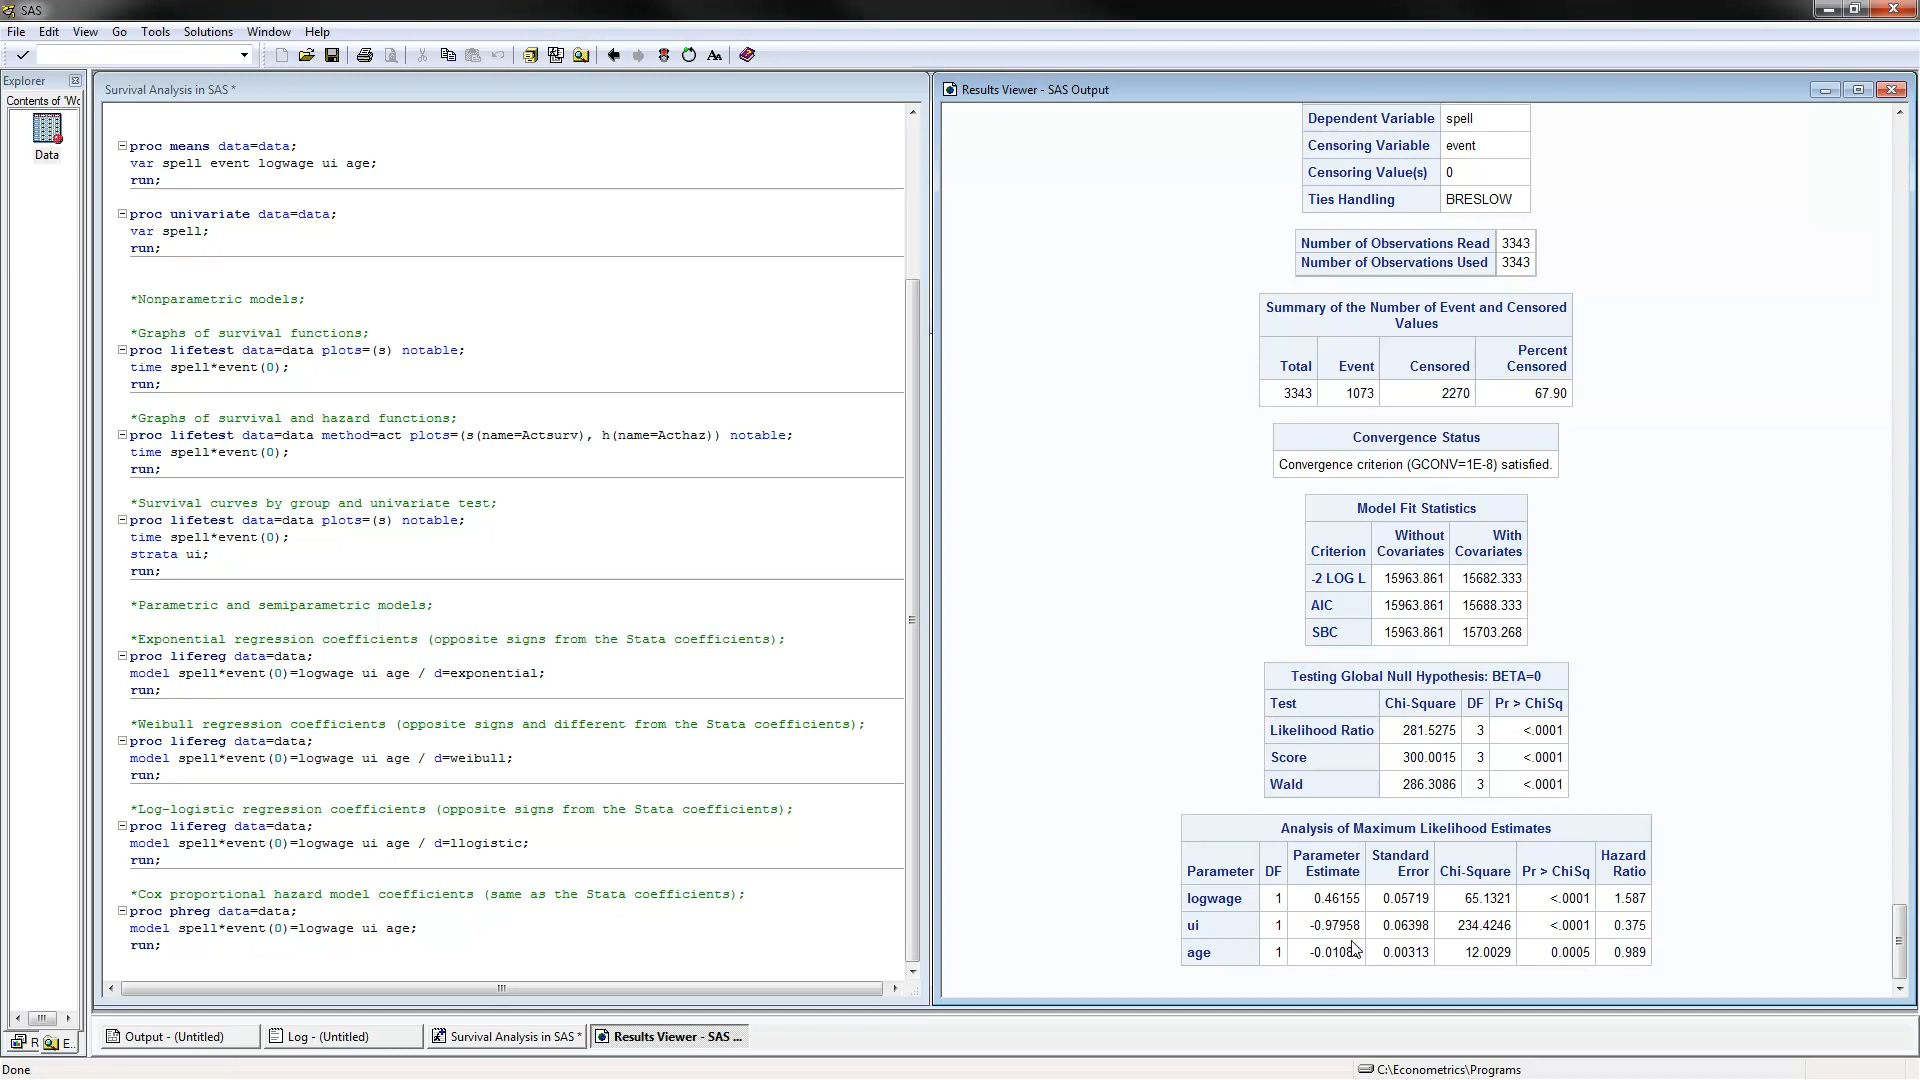 SAS
File Edit View Go Tools Solutions Window Help
Explorer
Contents of 'Wo
Data
Survival Analysis in SAS *
proc means data=data;
var spell event logwage ui age;
run;
proc univariate data=data;
var spell;
run;
*Nonparametric models;
*Graphs of survival functions;
proc lifetest data=data plots=(s) notable;
time spell*event(0);
run;
*Graphs of survival and hazard functions;
proc lifetest data=data method=act plots=(s(name=Actsurv), h(name=Acthaz)) notable;
time spell*event(0);
run;
*Survival curves by group and univariate test;
proc lifetest data=data plots=(s) notable;
time spell*event(0);
strata ui;
run;
*Parametric and semiparametric models;
*Exponential regression coefficients (opposite signs from the Stata coefficients);
proc lifereg data=data;
model spell*event(0)=logwage ui age / d=exponential;
run;
*Weibull regression coefficients (opposite signs and different from the Stata coefficients);
proc lifereg data=data;
model spell*event(0)=logwage ui age / d=weibull;
run;
*Log-logistic regression coefficients (opposite signs from the Stata coefficients);
proc lifereg data=data;
model spell*event(0)=logwage ui age / d=llogistic;
run;
*Cox proportional hazard model coefficients (same as the Stata coefficients);
proc phreg data=data;
model spell*event(0)=logwage ui age;
run;
Results Viewer - SAS Output
Dependent Variable spell
Censoring Variable event
Censoring Value(s) 0
Ties Handling BRESLOW
Number of Observations Read 3343
Number of Observations Used 3343
Summary of the Number of Event and Censored
Values
Total Event Censored Percent Censored
3343 1073 2270 67.90
Convergence Status
Convergence criterion (GCONV=1E-8) satisfied.
Model Fit Statistics
Criterion Without Covariates With Covariates
-2 LOG L 15963.861 15682.333
AIC 15963.861 15688.333
SBC 15963.861 15703.268
Testing Global Null Hypothesis: BETA=0
Test Chi-Square DF Pr > ChiSq
Likelihood Ratio 281.5275 3 <.0001
Score 300.0015 3 <.0001
Wald 286.3086 3 <.0001
Analysis of Maximum Likelihood Estimates
Parameter DF Parameter Estimate Standard Error Chi-Square Pr > ChiSq Hazard Ratio
logwage 1 0.46155 0.05719 65.1321 <.0001 1.587
ui 1 -0.97958 0.06398 234.4246 <.0001 0.375
age 1 0.00313 12.0029 0.0005 0.989
R E..
Output - (Untitled) Log - (Untitled) Survival Analysis in SAS * Results Viewer - SAS ...
Done C:\Econometrics\Programs